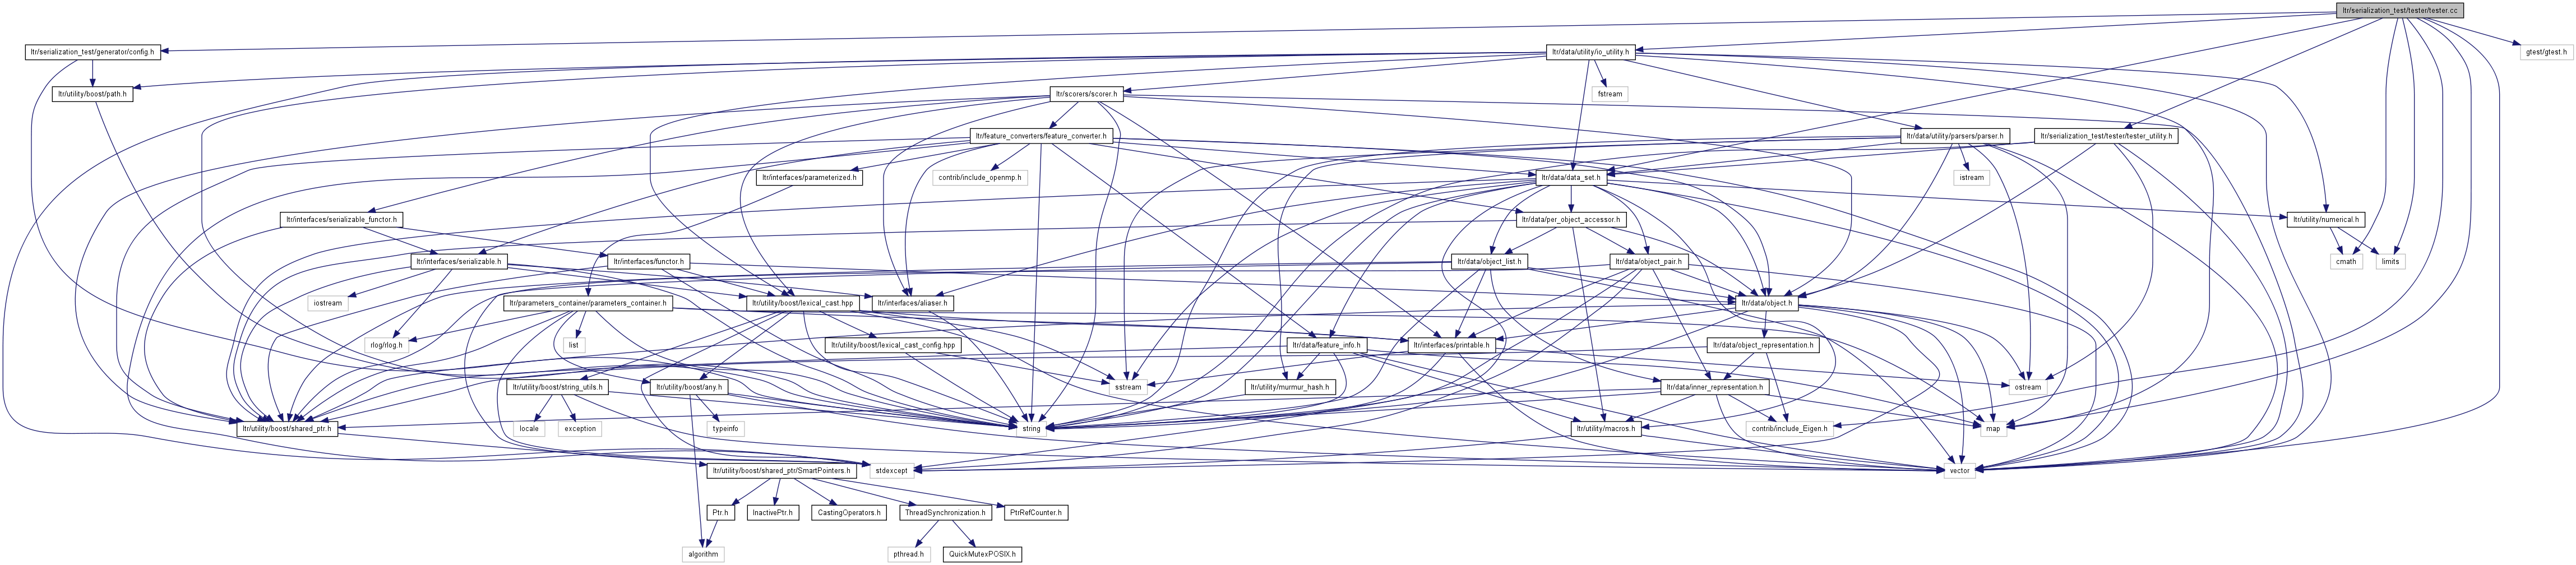 ltr/serialization_test/tester/tester.cc
ltr/serialization_test/generator/config.h
ltr/data/utility/io_utility.h
gtest/gtest.h
ltr/utility/boost/path.h
ltr/scorers/scorer.h
fstream
ltr/feature_converters/feature_converter.h
ltr/data/utility/parsers/parser.h
ltr/serialization_test/tester/tester_utility.h
ltr/interfaces/parameterized.h
contrib/include_openmp.h
ltr/data/data_set.h
istream
ltr/interfaces/serializable_functor.h
ltr/data/per_object_accessor.h
ltr/utility/numerical.h
ltr/interfaces/serializable.h
ltr/interfaces/functor.h
ltr/data/object_list.h
ltr/data/object_pair.h
cmath
limits
iostream
ltr/parameters_container/parameters_container.h
ltr/utility/boost/lexical_cast.hpp
ltr/interfaces/aliaser.h
ltr/data/object.h
rlog/rlog.h
list
ltr/utility/boost/lexical_cast_config.hpp
ltr/data/feature_info.h
ltr/interfaces/printable.h
ltr/data/object_representation.h
ltr/utility/boost/string_utils.h
ltr/utility/boost/any.h
sstream
ltr/utility/murmur_hash.h
ltr/data/inner_representation.h
ostream
ltr/utility/boost/shared_ptr.h
locale
exception
typeinfo
string
ltr/utility/macros.h
contrib/include_Eigen.h
map
ltr/utility/boost/shared_ptr/SmartPointers.h
stdexcept
vector
Ptr.h
InactivePtr.h
CastingOperators.h
ThreadSynchronization.h
PtrRefCounter.h
algorithm
pthread.h
QuickMutexPOSIX.h